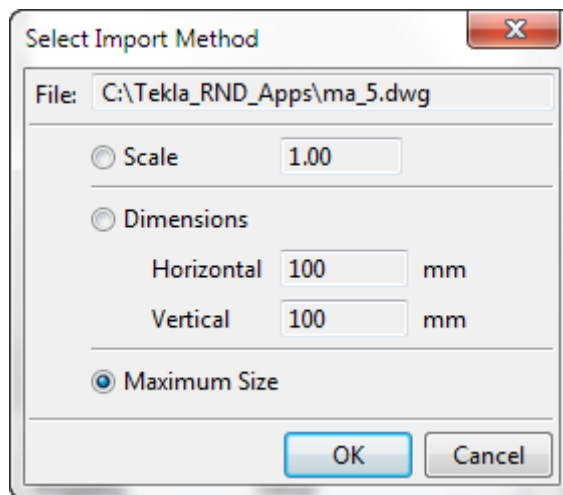 Select Import Method
File: C:\Tekla_RND_Apps\ma_5.dwg
Scale 1.00
Dimensions
Horizontal 100 mm
Vertical 100 mm
Maximum Size
OK Cancel